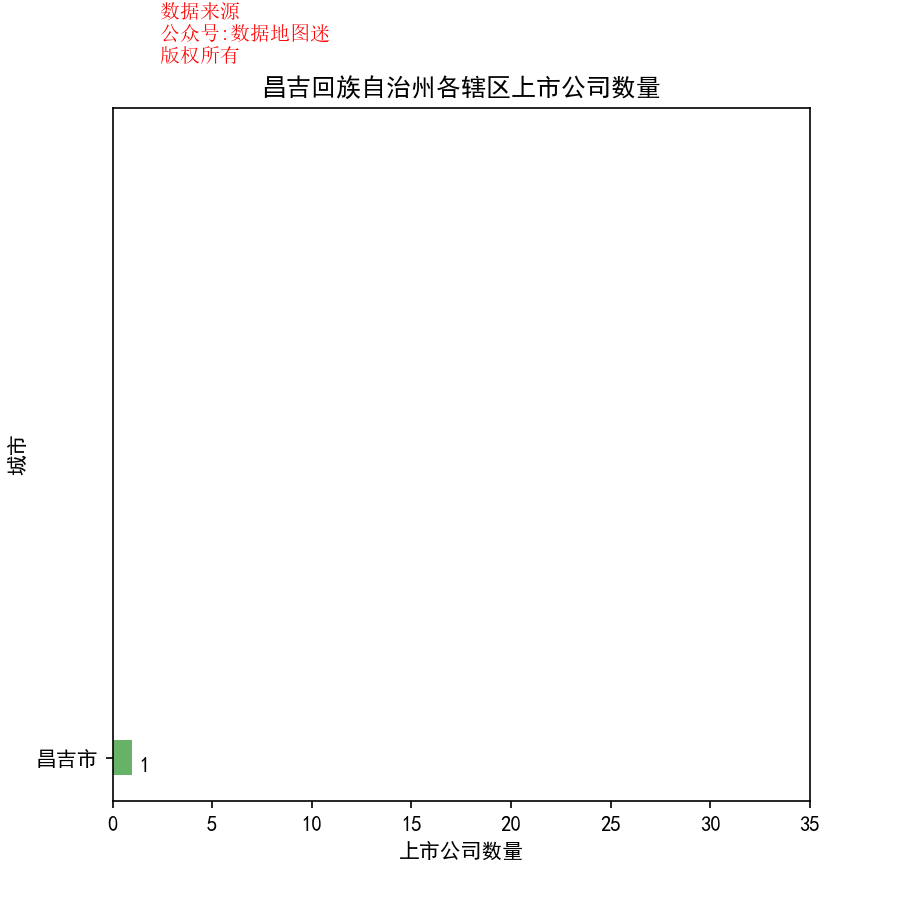 数据来源
公众号:数据地图迷
版权所有
昌吉回族自治州各辖区上市公司数量
城市
昌吉市
1
0 5 10 15 20 25 30 35
上市公司数量